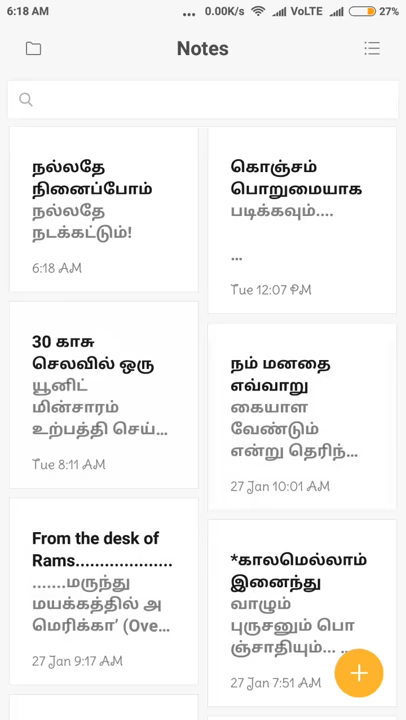 6:18 AM ... 0.00K/s VoLTE 27%
Notes
நல்லதே
நினைப்போம்
நல்லதே
நடக்கட்டும்!
6:18 AM
கொஞ்சம்
பொறுமையாக
படிக்கவும்....
...
Tue 12:07 PM
30 காசு
செலவில் ஒரு
யூனிட்
மின்சாரம்
உற்பத்தி செய்...
Tue 8:11 AM
நம் மனதை
எவ்வாறு
கையாள
வேண்டும்
என்று தெரிந்...
27 Jan 10:01 AM
From the desk of
Rams....................
.......மருந்து
மயக்கத்தில் அ
மெரிக்கா’ (Ove...
27 Jan 9:17 AM
*காலமெல்லாம்
இனைந்து
வாழும்
புருசனும் பொ
ஞ்சாதியும்... ...
27 Jan 7:51 AM